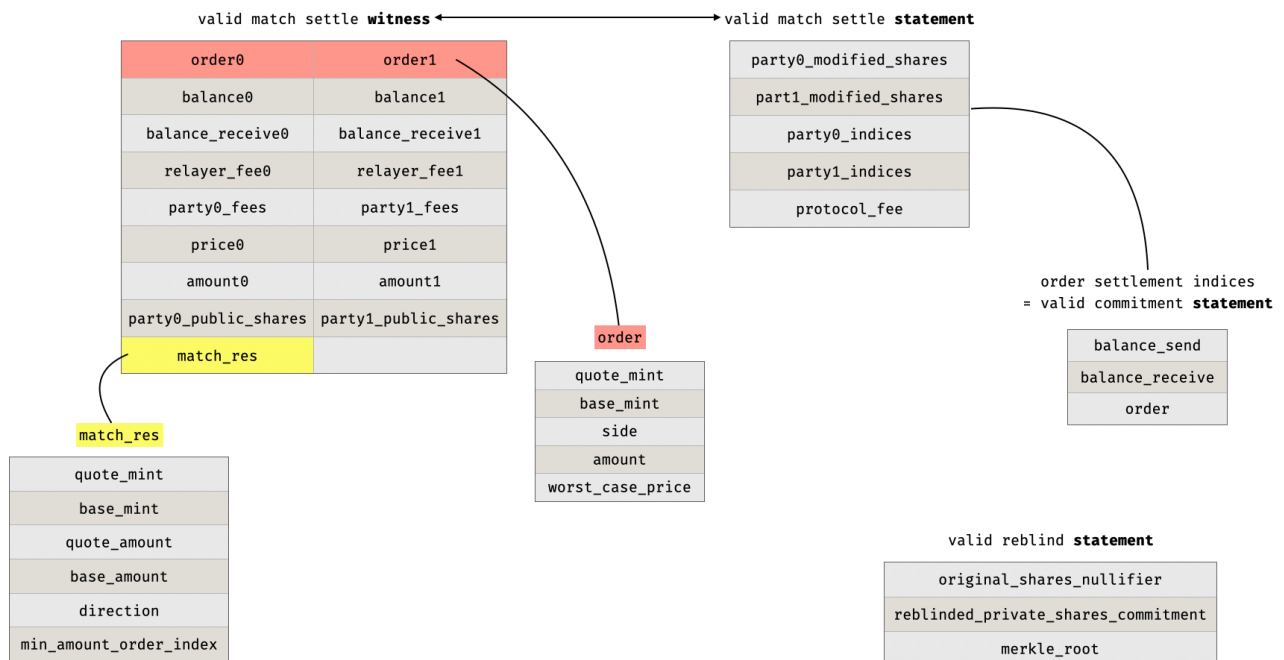 valid match settle witness
valid match settle statement
order0 order1
balance0 balance1
balance_receive0 balance_receive1
relayer_fee0 relayer_fee1
party0_fees party1_fees
price0 price1
amount0 amount1
party0_public_shares party1_public_shares
match_res
party0_modified_shares
part1_modified_shares
party0_indices
party1_indices
protocol_fee
order settlement indices
= valid commitment statement
balance_send
balance_receive
order
order
quote_mint
base_mint
side
amount
worst_case_price
match_res
quote_mint
base_mint
quote_amount
base_amount
direction
min_amount_order_index
valid reblind statement
original_shares_nullifier
reblinded_private_shares_commitment
merkle_root